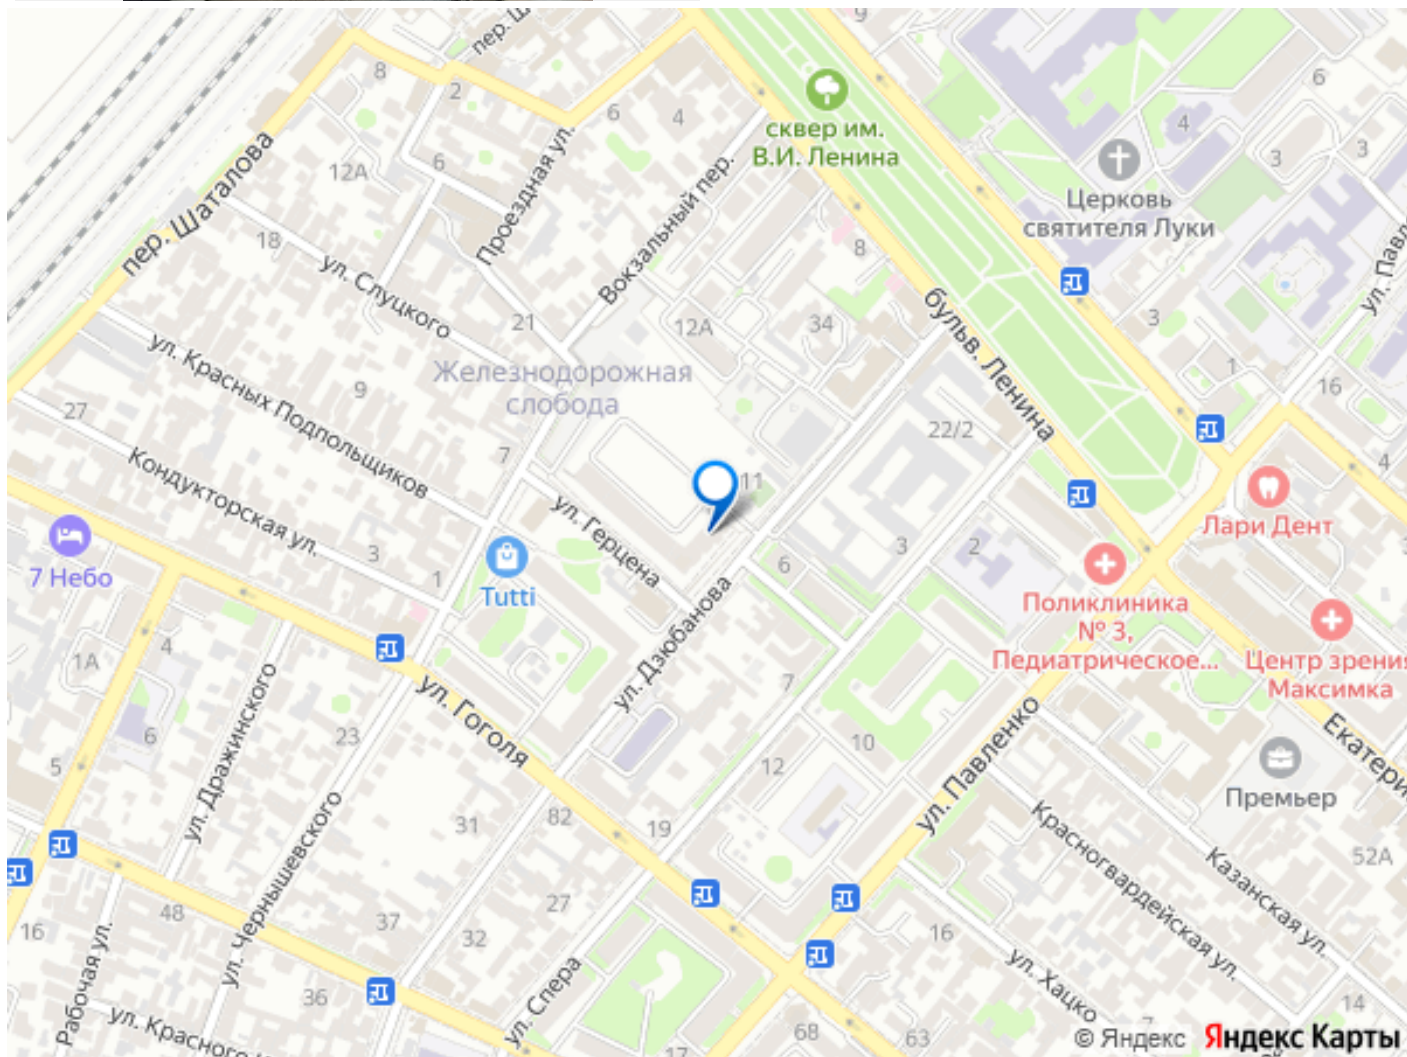 пер. Ш
9
8
2
6
4
6
12А
6
сквер им.
В.И. Ленина
4
3
3
Церковь
святителя Луки
пер. Шаталова
Проездная ул.
Вокзальный пер.
18
ул. Слуцкого
8
ул. Павл
21
12А
34
бульв. Ленина
3
1
16
ул. Красных Подпольщиков
Железнодорожная
слобода
9
27
22/2
7
Кондукторская ул.
11
4
ул. Герцена
Лари Дент
7 Небо
3
1
Tutti
6
3
2
Поликлиника
№ 3,
Педиатрическое...
Центр зрения
Максимка
ул. Дзюбанова
4
1А
7
ул. Гоголя
ул. Дражинского
23
6
5
10
12
ул. Павленко
Екатери
Премьер
31
82
19
Красногвардейская ул.
Казанская ул.
52А
ул. Чернышевского
48
37
27
32
16
16
Рабочая ул.
36
ул. Спера
ул. Хацко
14
ул. Красного
17
68
63
7
© Яндекс Яндекс Карты